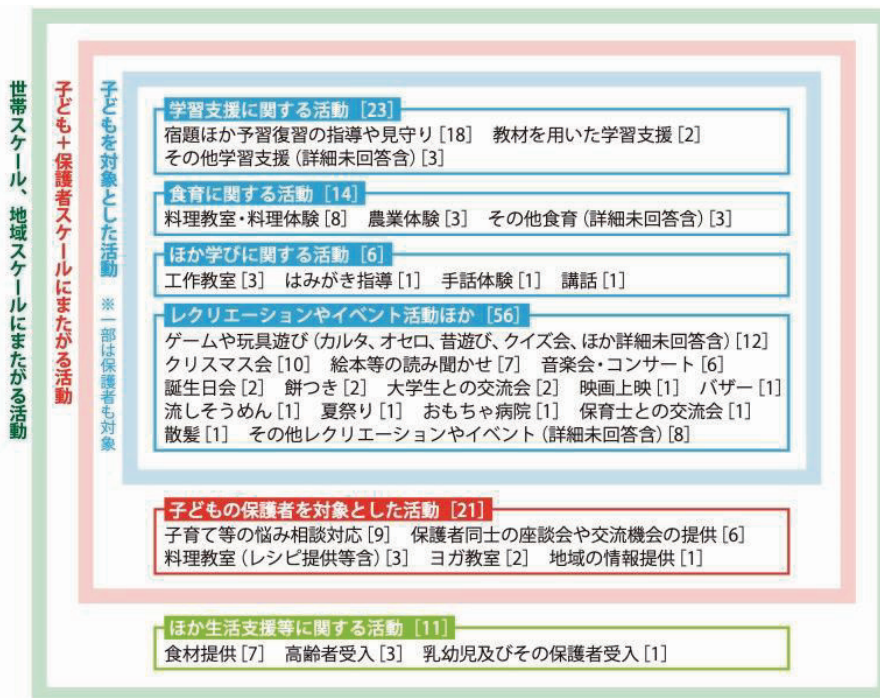 世帯スケール、地域スケールにまたがる活動
子ども＋保護者スケールにまたがる活動
子どもを対象とした活動 ※一部は保護者も対象
学習支援に関する活動［23］
宿題ほか予習復習の指導や見守り［18］ 教材を用いた学習支援［2］
その他学習支援（詳細未回答含）［3］
食育に関する活動［14］
料理教室・料理体験［8］ 農業体験［3］ その他食育（詳細未回答含）［3］
ほか学びに関する活動［6］
工作教室［3］ はみがき指導［1］ 手話体験［1］ 講話［1］
レクリエーションやイベント活動ほか［56］
ゲームや玩具遊び（カルタ、オセロ、昔遊び、クイズ会、ほか詳細未回答含）［12］
クリスマス会［10］ 絵本等の読み聞かせ［7］ 音楽会・コンサート［6］
誕生日会［2］ 餅つき［2］ 大学生との交流会［2］ 映画上映［1］ バザー［1］
流しそうめん［1］ 夏祭り［1］ おもちゃ病院［1］ 保育士との交流会［1］
散髪［1］ その他レクリエーションやイベント（詳細未回答含）［8］
子どもの保護者を対象とした活動［21］
子育て等の悩み相談対応［9］ 保護者同士の座談会や交流機会の提供［6］
料理教室（レシピ提供等含）［3］ ヨガ教室［2］ 地域の情報提供［1］
ほか生活支援等に関する活動［11］
食材提供［7］ 高齢者受入［3］ 乳幼児及びその保護者受入［1］